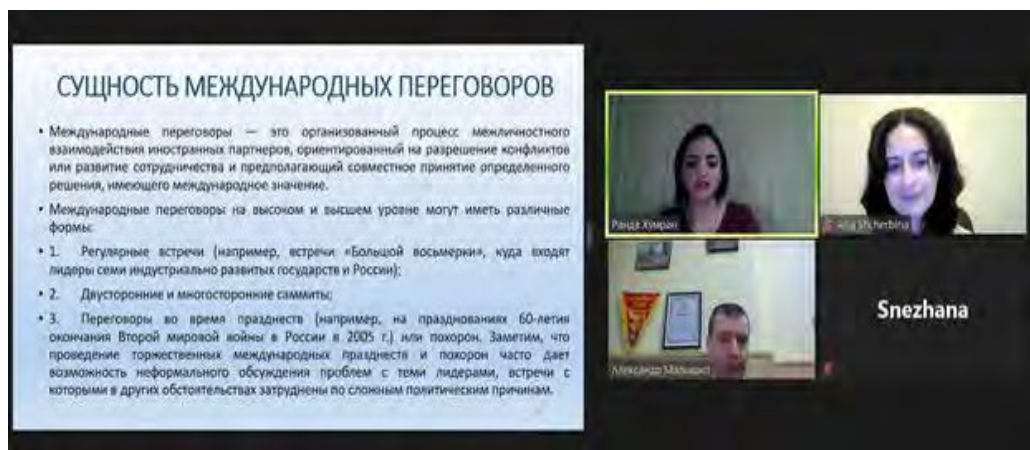 СУЩНОСТЬ МЕЖДУНАРОДНЫХ ПЕРЕГОВОРОВ
• Международные переговоры — это организованный процесс межличностного
взаимодействия иностранных партнеров, ориентированный на разрешение конфликтов
или развитие сотрудничества и предполагающий совместное принятие определенного
решения, имеющего международное значение.
• Международные переговоры на высоком и высшем уровне могут иметь различные
формы:
• 1. Регулярные встречи (например, встречи «Большой восьмерки», куда входят
лидеры семи индустриально развитых государств и России);
• 2. Двусторонние и многосторонние саммиты;
• 3. Переговоры во время празднеств (например, на празднованиях 60-летия
окончания Второй мировой войны в России в 2005 г.) или похорон. Заметим, что
проведение торжественных международных празднеств и похорон часто дает
возможность неформального обсуждения проблем с теми лидерами, встречи с
которыми в других обстоятельствах затруднены по сложным политическим причинам.
Ранда Хумран
Shcherbina
Александр
Snezhana